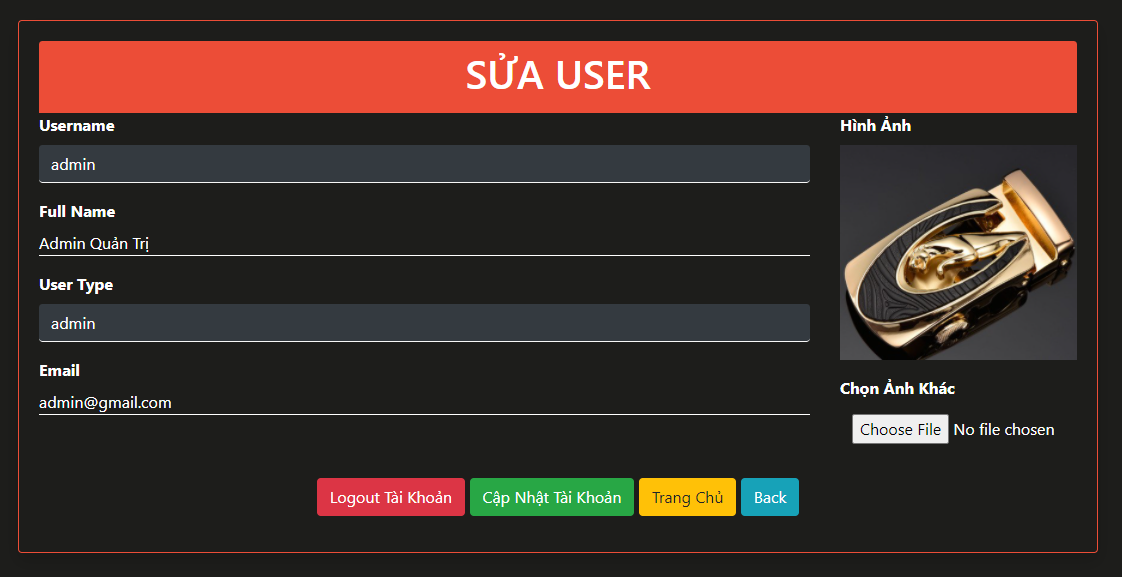 SỬA USER
Username
admin
Full Name
Admin Quản Trị
User Type
admin
Email
admin@gmail.com
Hình Ảnh
Chọn Ảnh Khác
Choose File No file chosen
Logout Tài Khoản Cập Nhật Tài Khoản Trang Chủ Back